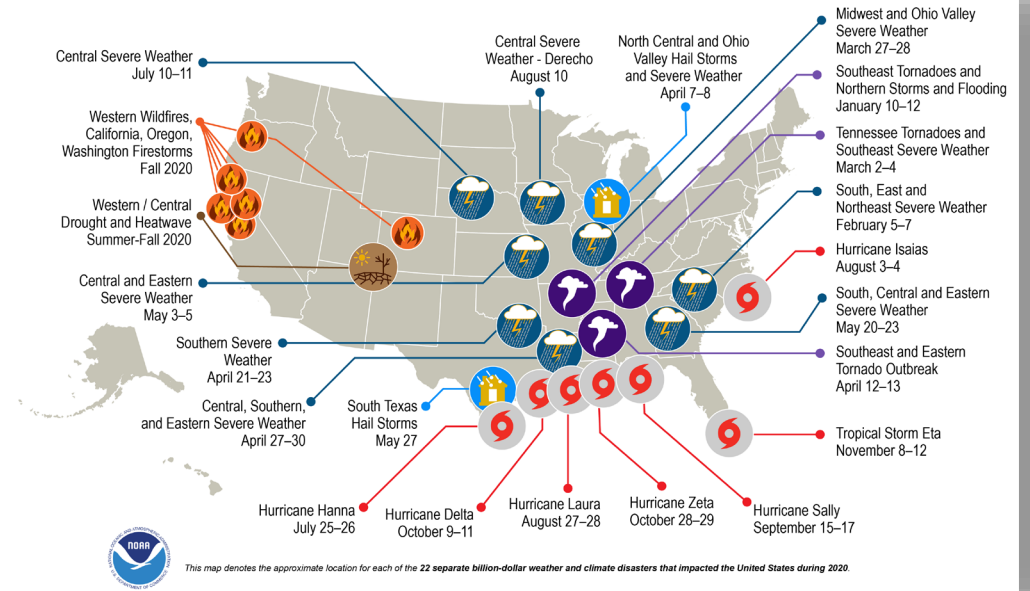 Central Severe Weather
July 10–11
Central Severe
Weather - Derecho
August 10
North Central and Ohio
Valley Hail Storms
and Severe Weather
April 7–8
Midwest and Ohio Valley
Severe Weather
March 27–28
Southeast Tornadoes and
Northern Storms and Flooding
January 10–12
Western Wildfires,
California, Oregon,
Washington Firestorms
Fall 2020
Tennessee Tornadoes and
Southeast Severe Weather
March 2–4
Western / Central
Drought and Heatwave
Summer-Fall 2020
South, East and
Northeast Severe Weather
February 5–7
Hurricane Isaias
August 3–4
Central and Eastern
Severe Weather
May 3–5
South, Central and Eastern
Severe Weather
May 20–23
Southern Severe
Weather
April 21–23
Southeast and Eastern
Tornado Outbreak
April 12–13
Central, Southern,
and Eastern Severe Weather
April 27–30
South Texas
Hail Storms
May 27
Tropical Storm Eta
November 8–12
Hurricane Hanna
July 25–26
Hurricane Delta
October 9–11
Hurricane Laura
August 27–28
Hurricane Zeta
October 28–29
Hurricane Sally
September 15–17
NATIONAL OCEANIC AND ATMOSPHERIC ADMINISTRATION
NOAA
U.S. DEPARTMENT OF COMMERCE
This map denotes the approximate location for each of the 22 separate billion-dollar weather and climate disasters that impacted the United States during 2020.